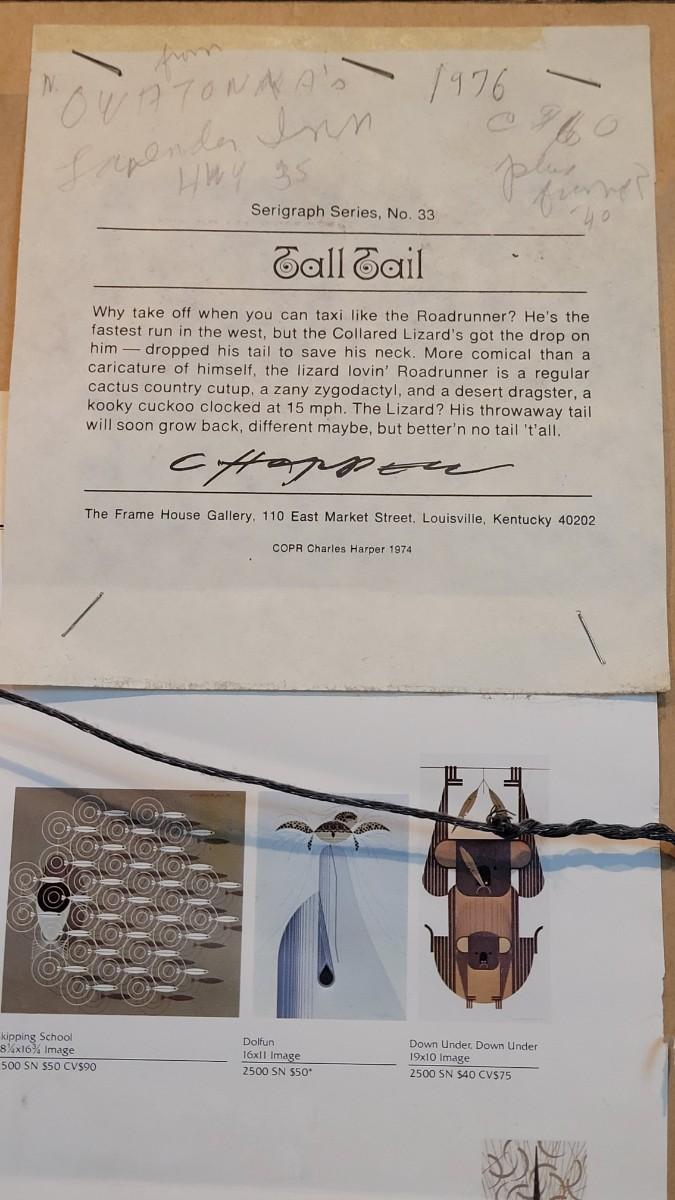 from
N. OWATONNA's
Lavender Inn
HWY 35
1976
plus
frame?
40
Serigraph Series, No. 33
Tall Tail
Why take off when you can taxi like the Roadrunner? He's the
fastest run in the west, but the Collared Lizard's got the drop on
him — dropped his tail to save his neck. More comical than a
caricature of himself, the lizard lovin' Roadrunner is a regular
cactus country cutup, a zany zygodactyl, and a desert dragster, a
kooky cuckoo clocked at 15 mph. The Lizard? His throwaway tail
will soon grow back, different maybe, but better'n no tail 't'all.
C Harper
The Frame House Gallery, 110 East Market Street, Louisville, Kentucky 40202
COPR Charles Harper 1974
kipping School
8¼x16¾ Image
500 SN $50 CV$90
Dolfun
16x11 Image
2500 SN $50*
Down Under, Down Under
19x10 Image
2500 SN $40 CV$75